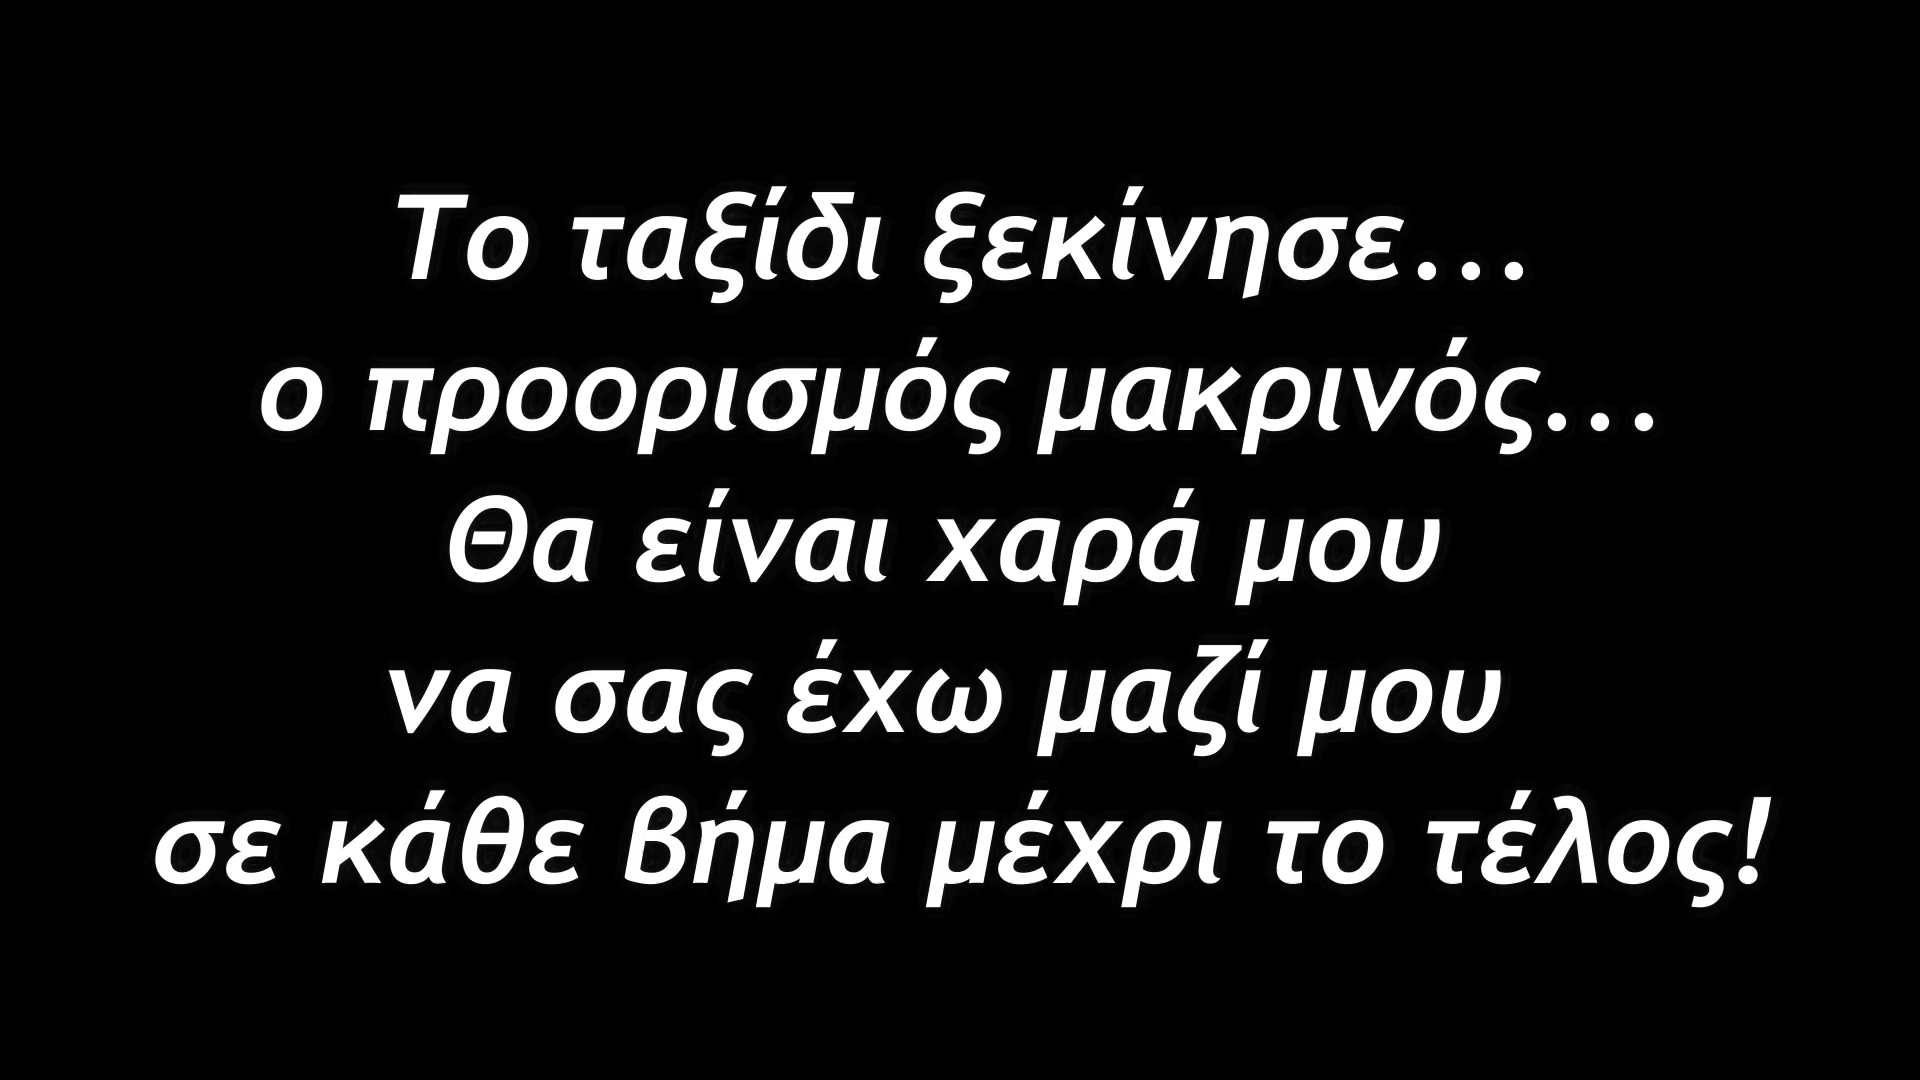 Το ταξίδι ξεκίνησε...
ο προορισμός μακρινός...
Θα είναι χαρά μου
να σας έχω μαζί μου
σε κάθε βήμα μέχρι το τέλος!